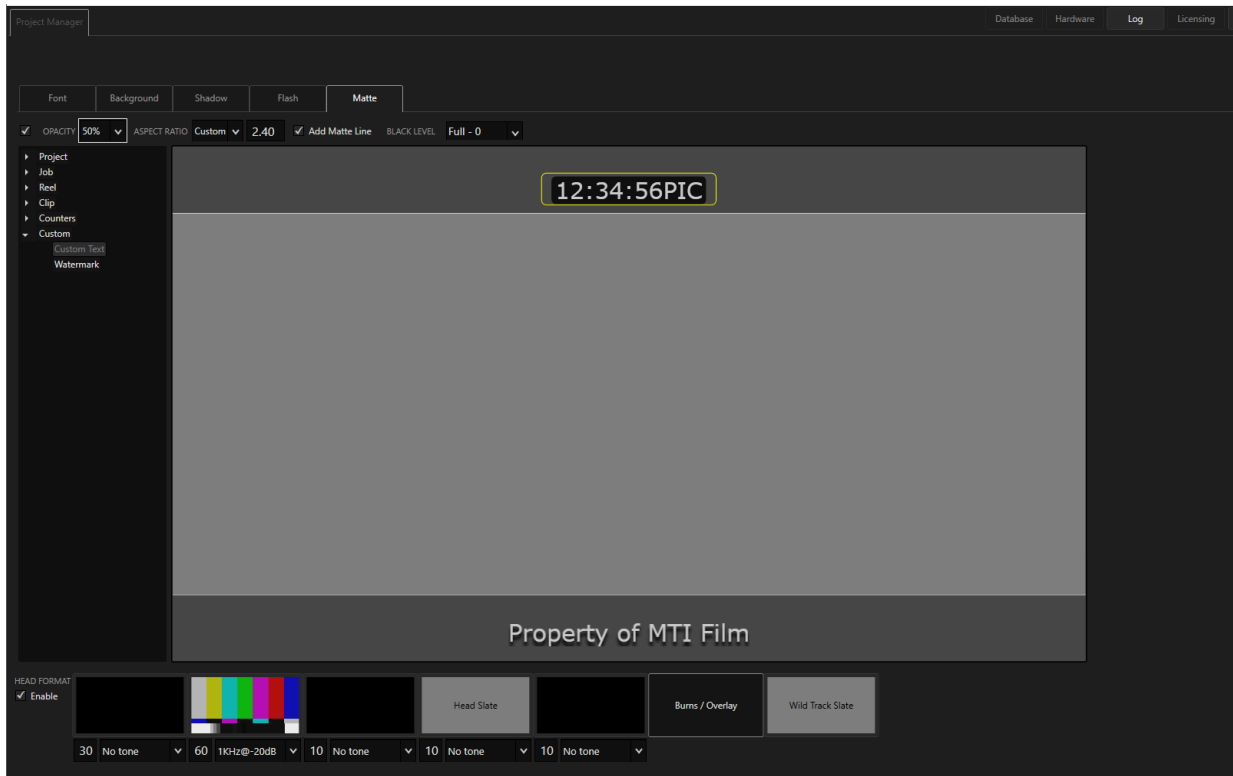 Project Manager
Database Hardware Log Licensing
Font Background Shadow Flash Matte
OPACITY 50% ASPECT RATIO Custom 2.40 Add Matte Line BLACK LEVEL Full - 0
Project
Job
Reel
Clip
Counters
Custom
Custom Text
Watermark
12:34:56PIC
Property of MTI Film
HEAD FORMAT
Enable
Head Slate
Burns / Overlay
Wild Track Slate
30 No tone 60 1KHz@-20dB 10 No tone 10 No tone 10 No tone